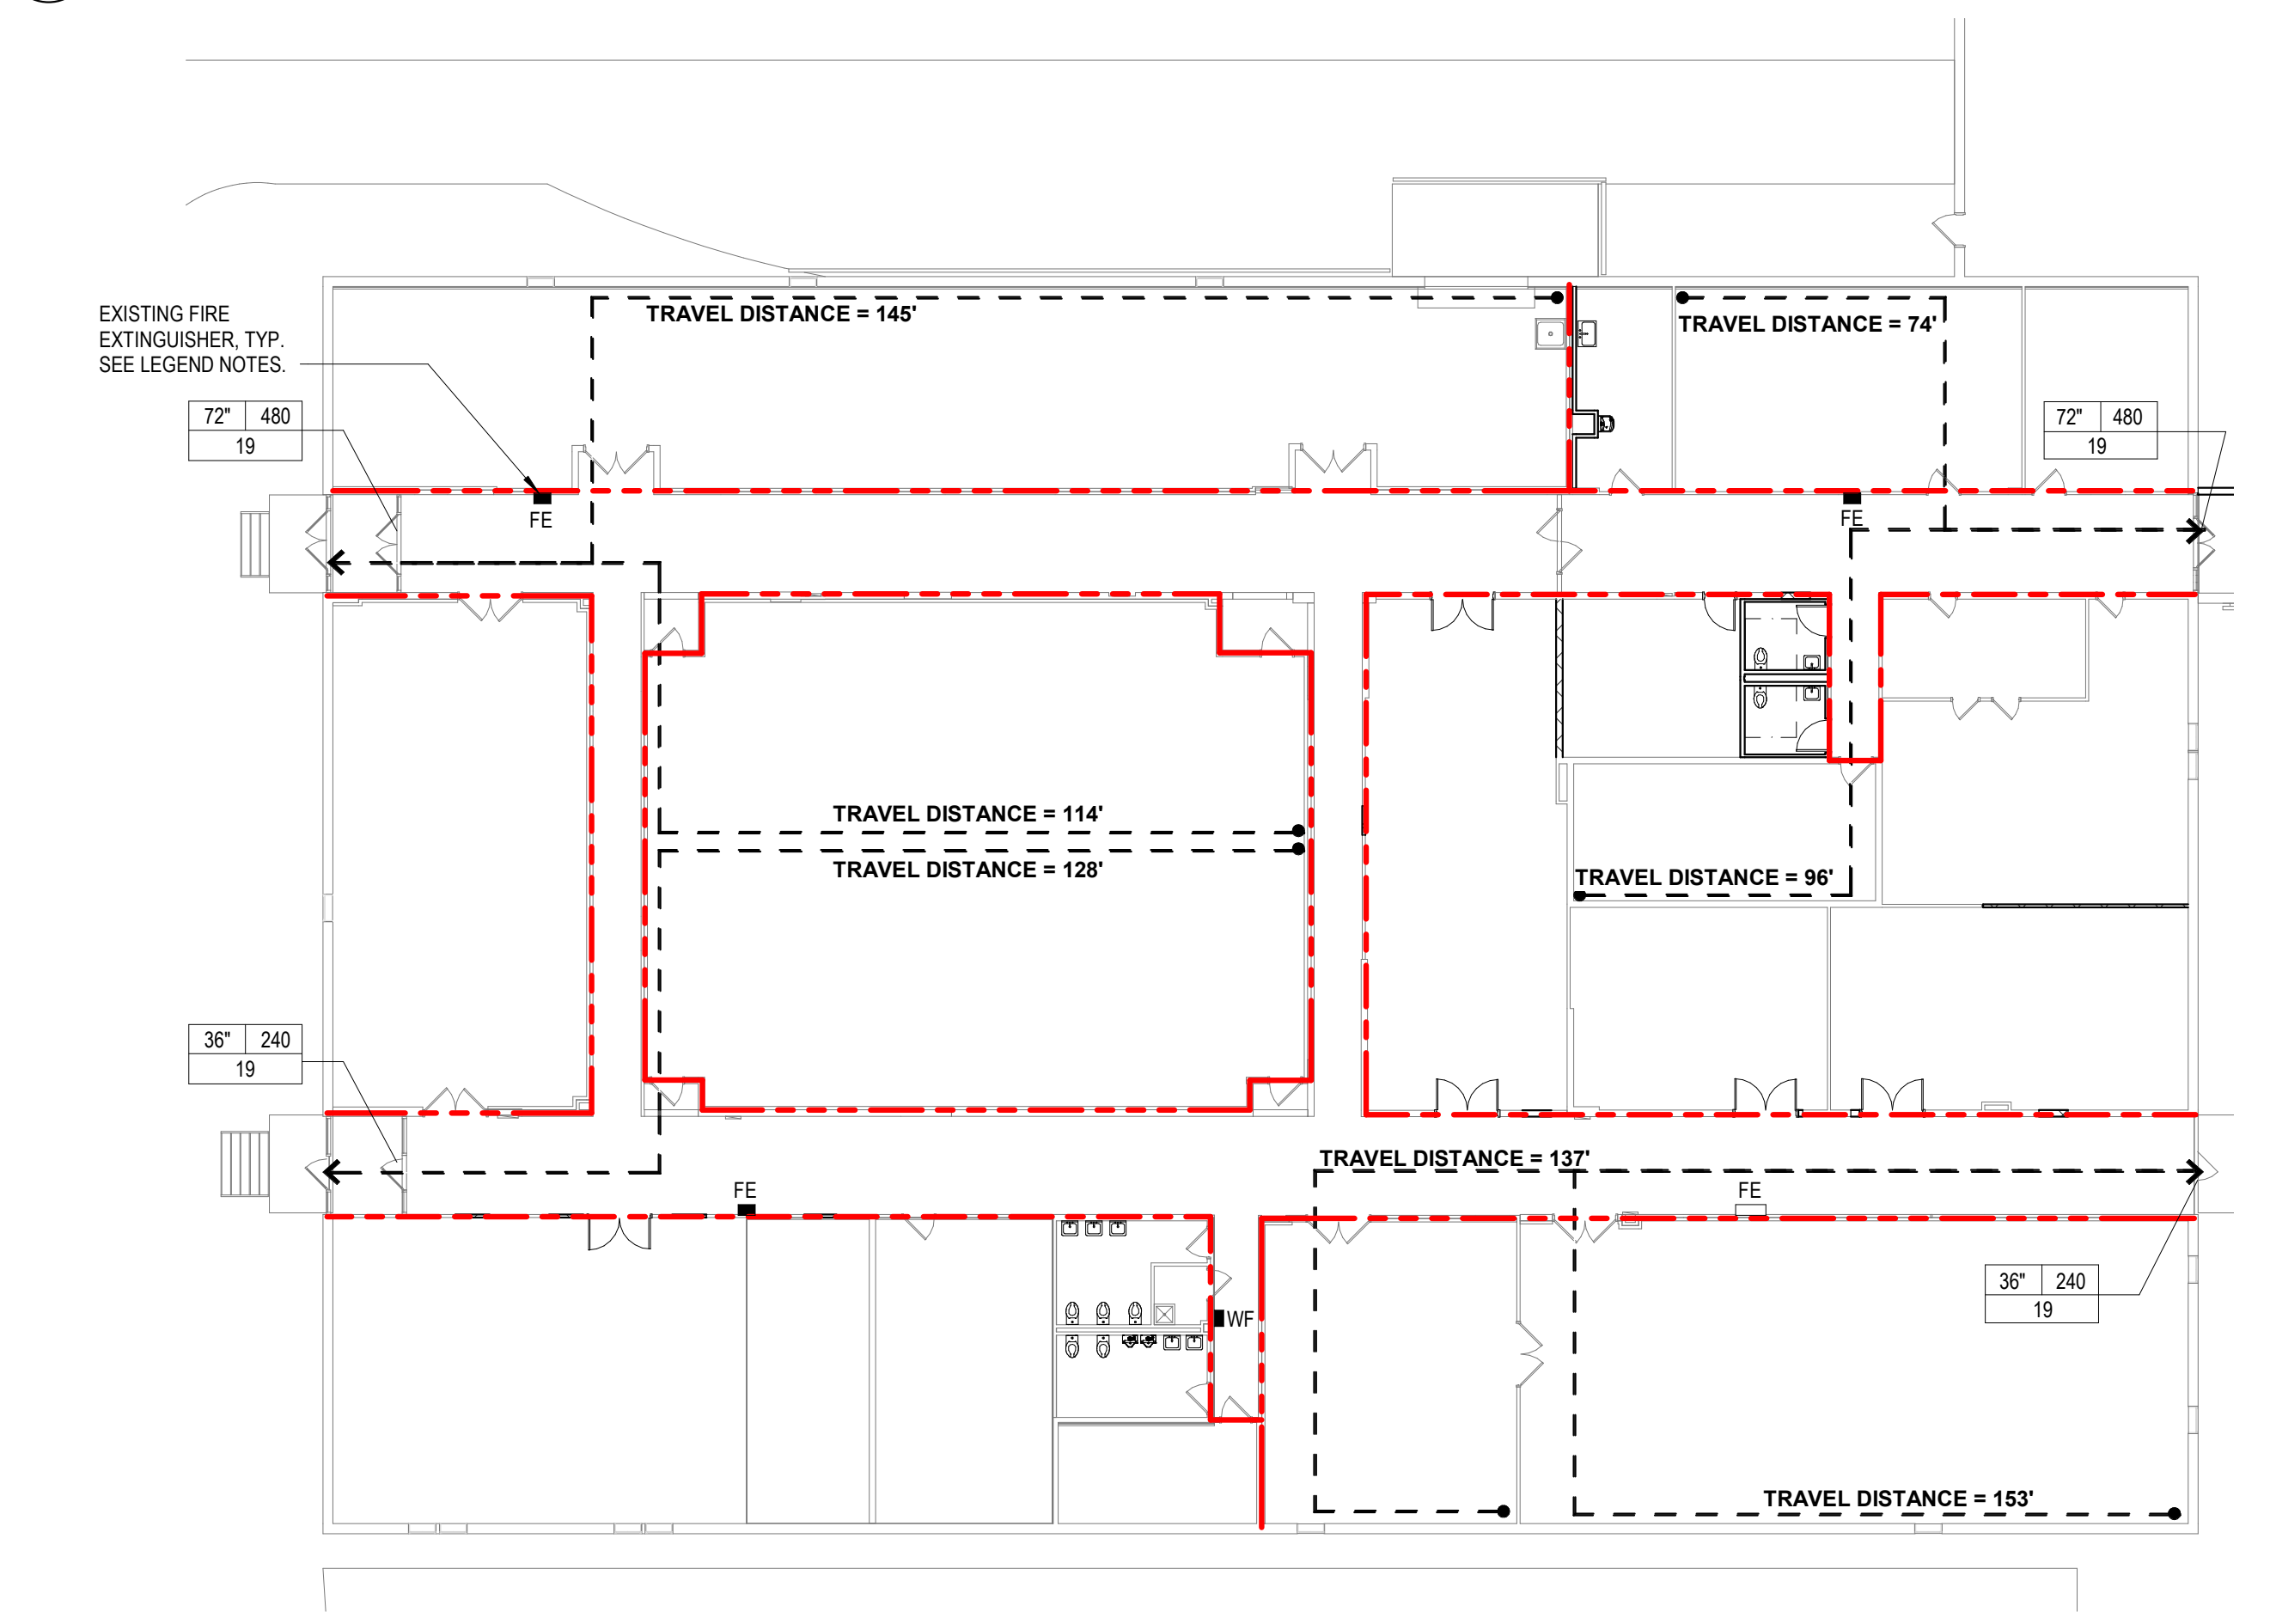 TRAVEL DISTANCE = 145'
TRAVEL DISTANCE = 74'
EXISTING FIRE
EXTINGUISHER, TYP.
SEE LEGEND NOTES.
72" 480
19
72" 480
19
FE
FE
TRAVEL DISTANCE = 114'
TRAVEL DISTANCE = 128'
TRAVEL DISTANCE = 96'
36" 240
19
TRAVEL DISTANCE = 137'
FE
FE
36" 240
19
WF
TRAVEL DISTANCE = 153'